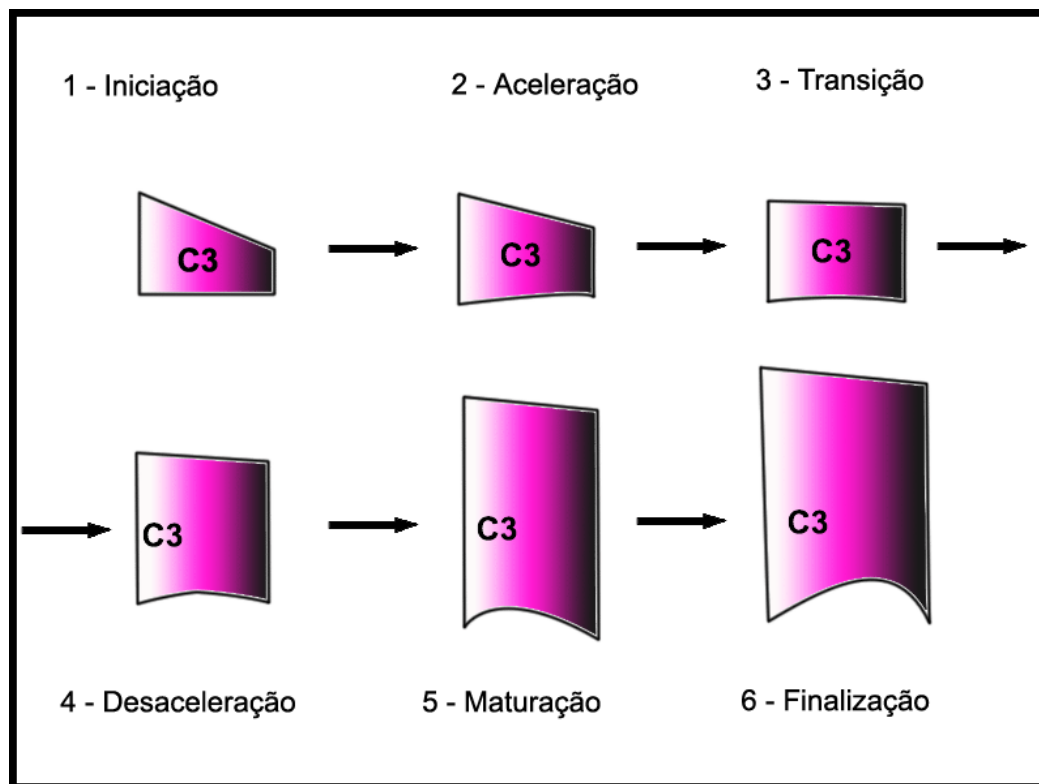 1 - Iniciação
2 - Aceleração
3 - Transição
C3
C3
C3
C3
C3
C3
4 - Desaceleração
5 - Maturação
6 - Finalização